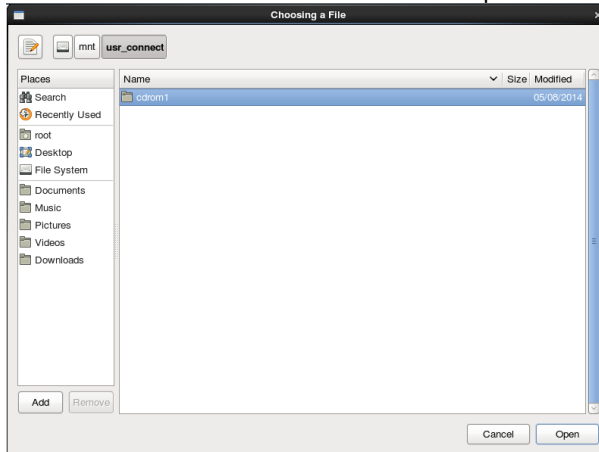 Choosing a File
mnt usr_connect
Places
Search
Recently Used
root
Desktop
File System
Documents
Music
Pictures
Videos
Downloads
Name Size Modified
cdrom1 05/08/2014
Add Remove
Cancel Open